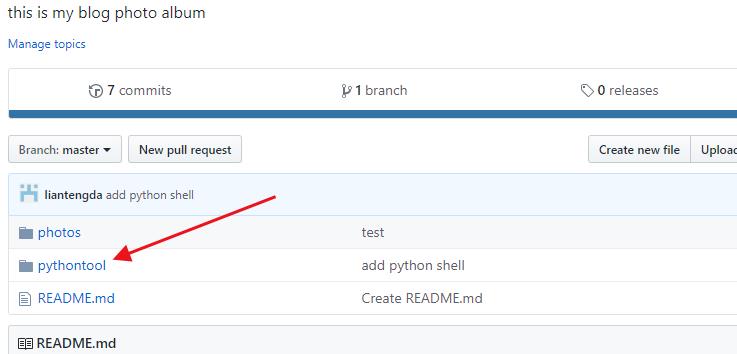 this is my blog photo album
Manage topics
7 commits 1 branch 0 releases
Branch: master New pull request Create new file Upload
liantengda add python shell
photos test
pythontool add python shell
README.md Create README.md
README.md